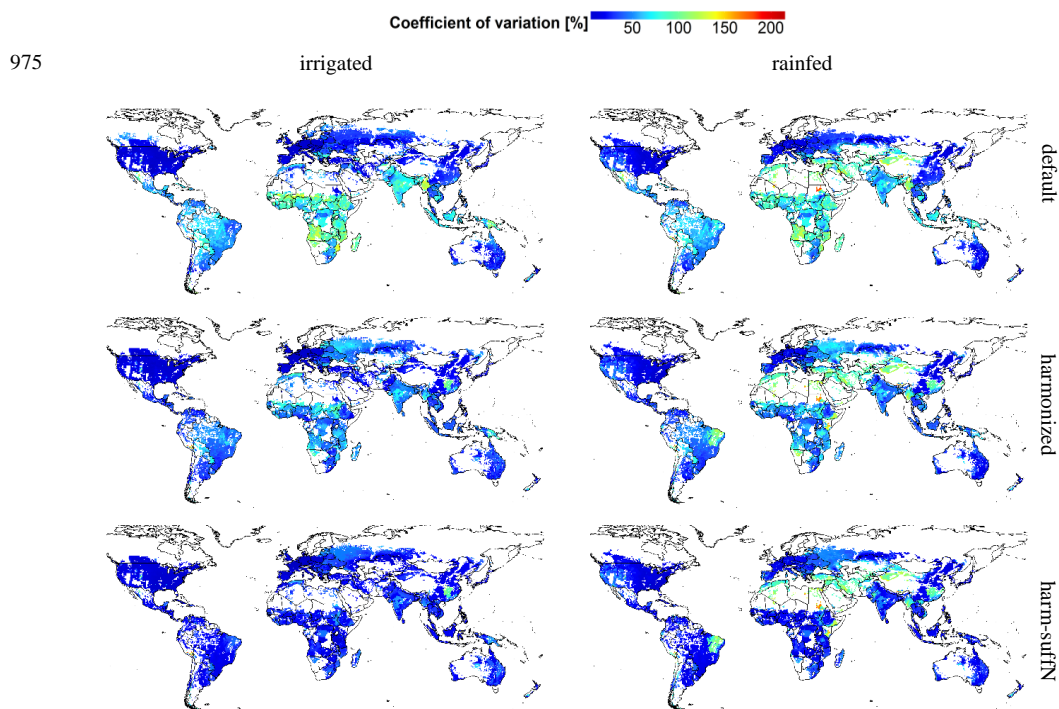 Coefficient of variation [%]
50 100 150 200
975
irrigated
rainfed
default
harmonized
harm-suffN